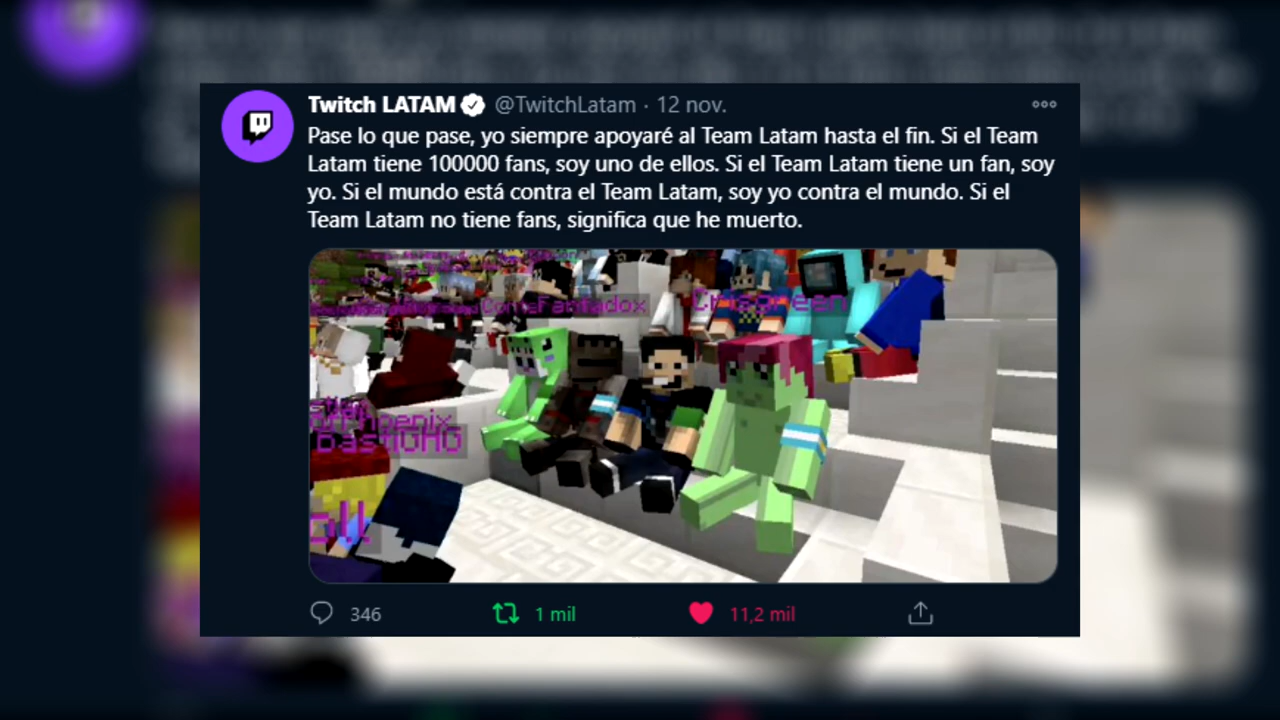 Twitch LATAM @TwitchLatam · 12 nov.
Pase lo que pase, yo siempre apoyaré al Team Latam hasta el fin. Si el Team
Latam tiene 100000 fans, soy uno de ellos. Si el Team Latam tiene un fan, soy
yo. Si el mundo está contra el Team Latam, soy yo contra el mundo. Si el
Team Latam no tiene fans, significa que he muerto.
Crisgreen
346 1 mil 11,2 mil